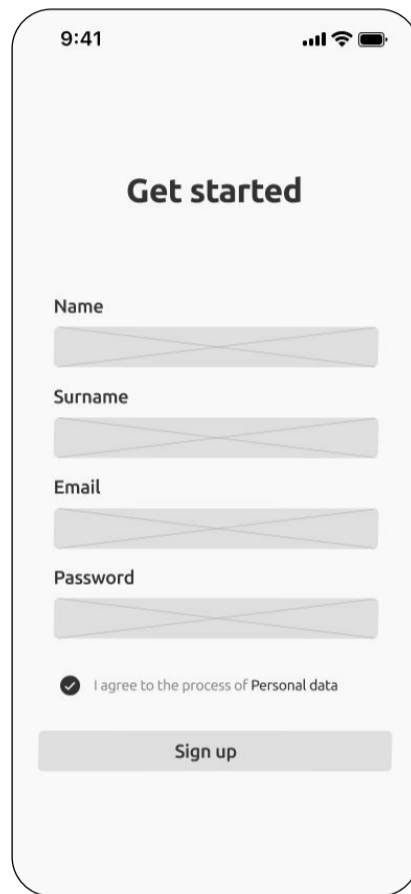 9:41
Get started
Name
Surname
Email
Password
I agree to the process of Personal data
Sign up